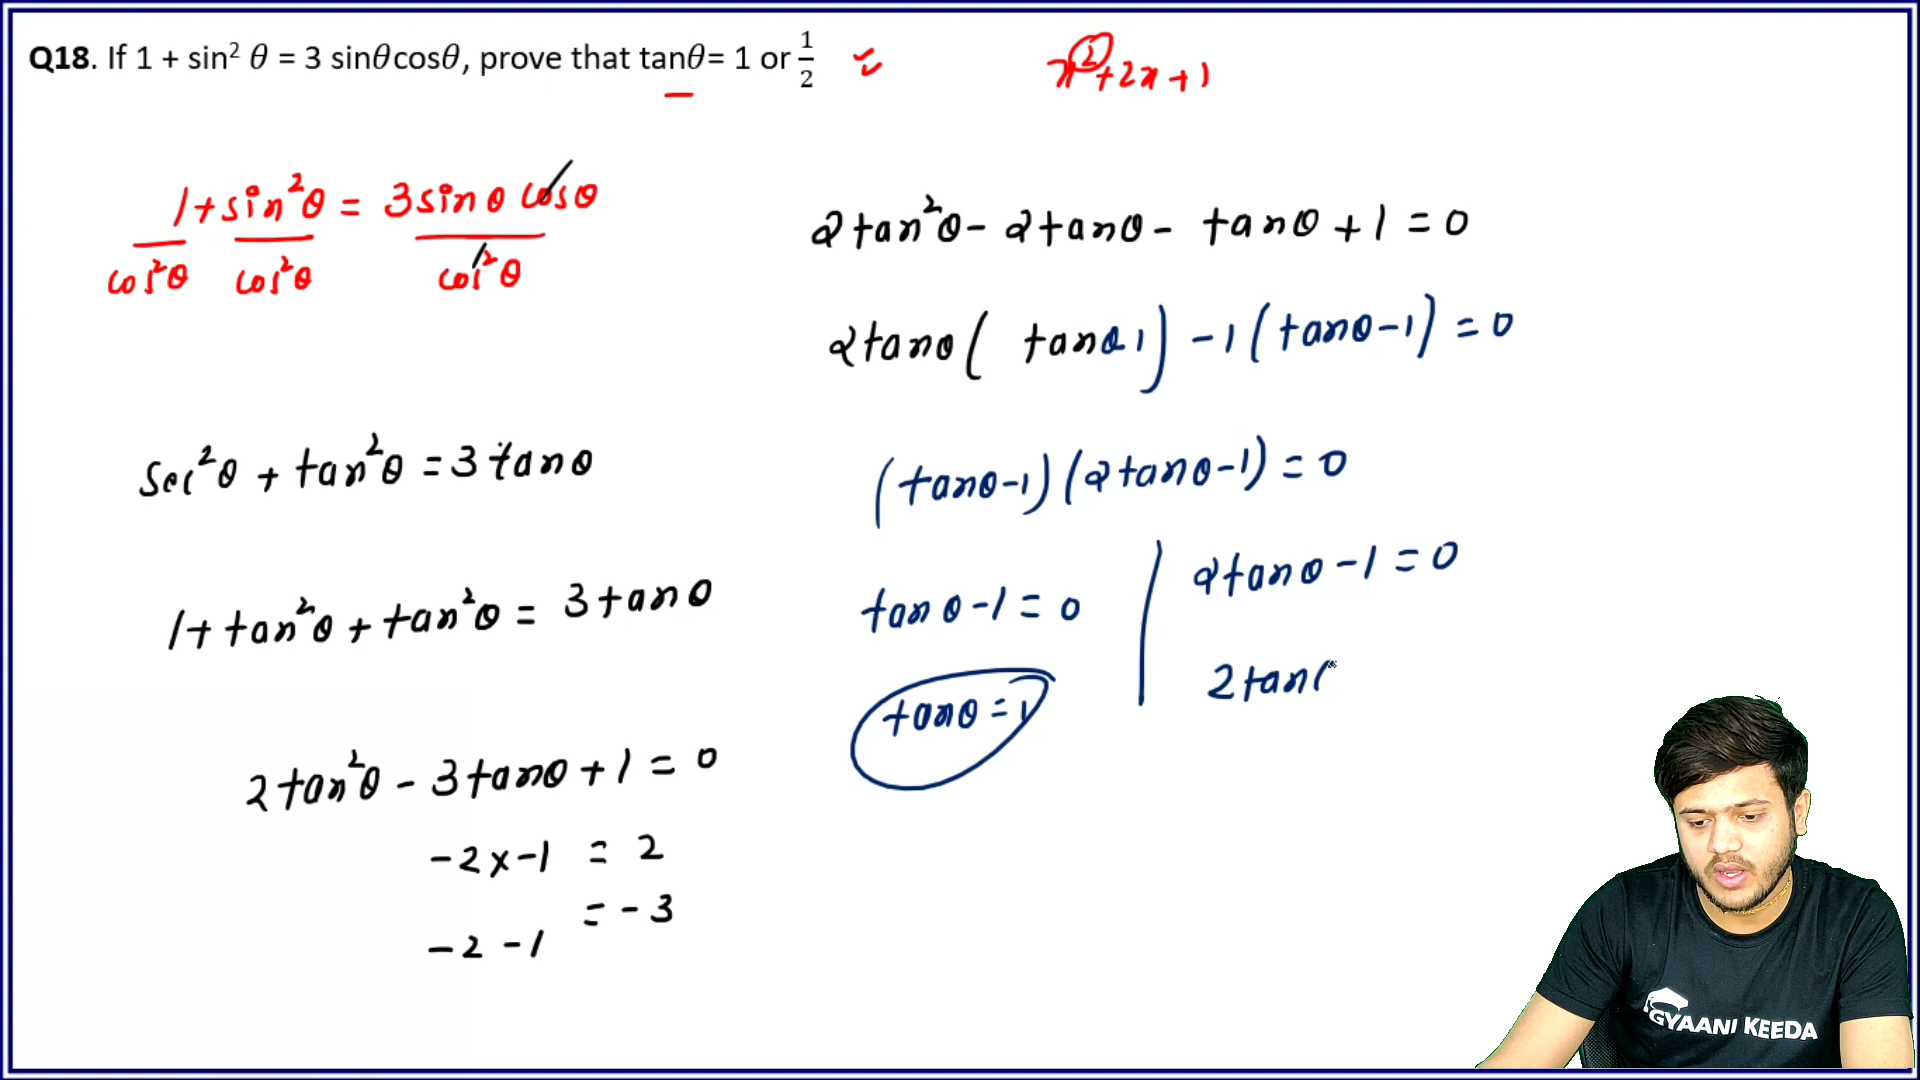 Q18. If 1 + sin² θ = 3 sinθcosθ, prove that tanθ= 1 or 1/2
x²+2x+1
1+sin²θ = 3sinθ cosθ
cos²θ cos²θ cos²θ
sec²θ + tan²θ = 3tanθ
1+tan²θ+tan²θ = 3tanθ
2tan²θ - 3tanθ + 1 = 0
-2x-1 = 2
= -3
-2 -1
2tan²θ - 2tanθ - tanθ + 1 = 0
2tanθ( tanθ-1) -1(tanθ-1) = 0
(tanθ-1)(2tanθ-1) = 0
tanθ-1 = 0
tanθ = 1
2tanθ-1 = 0
2tan(
GYAANI KEEDA